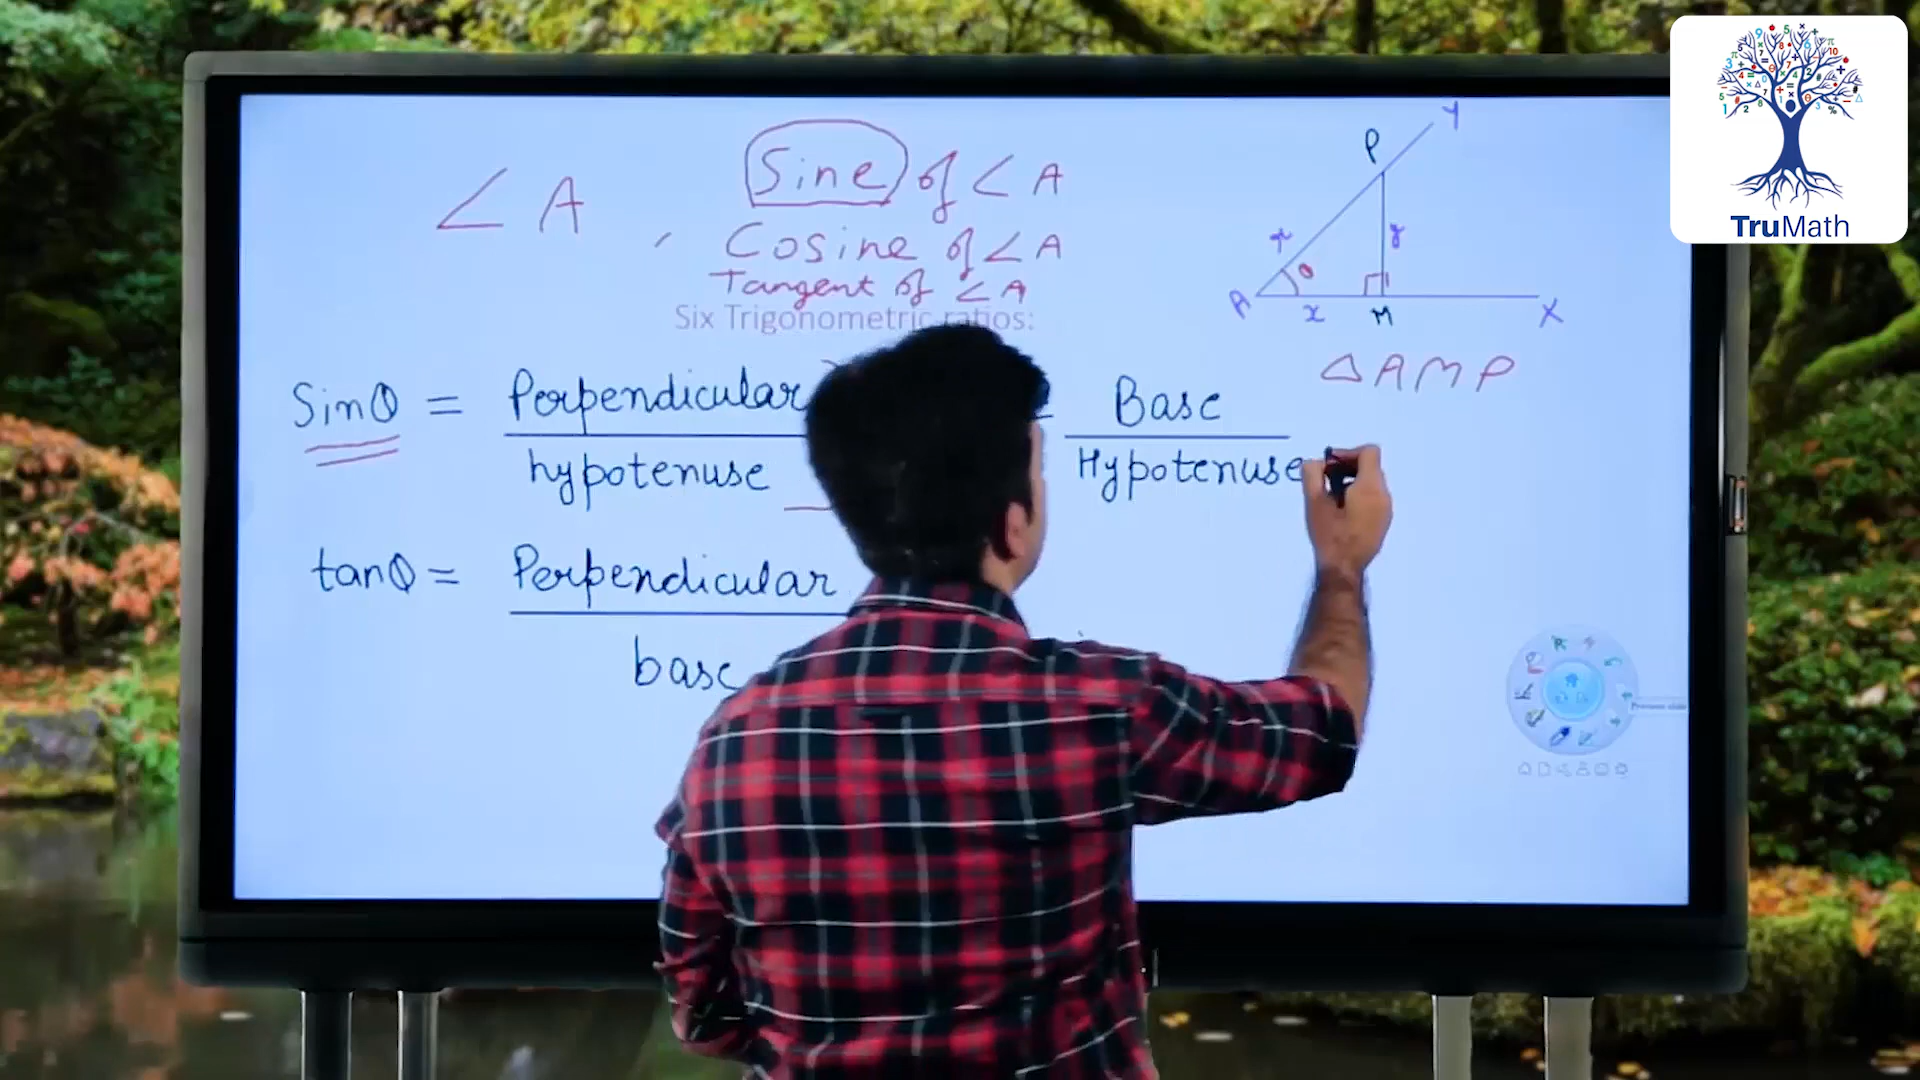 ∠A , Sine of ∠A
Cosine of ∠A
Tangent of ∠A
Six Trigonometric ratios:
Sinθ = Perpendicular
hypotenuse
Base
Hypotenuse
tanθ = Perpendicular
base
Y
P
r
y
θ
A
x
M
X
△AMP
TruMath